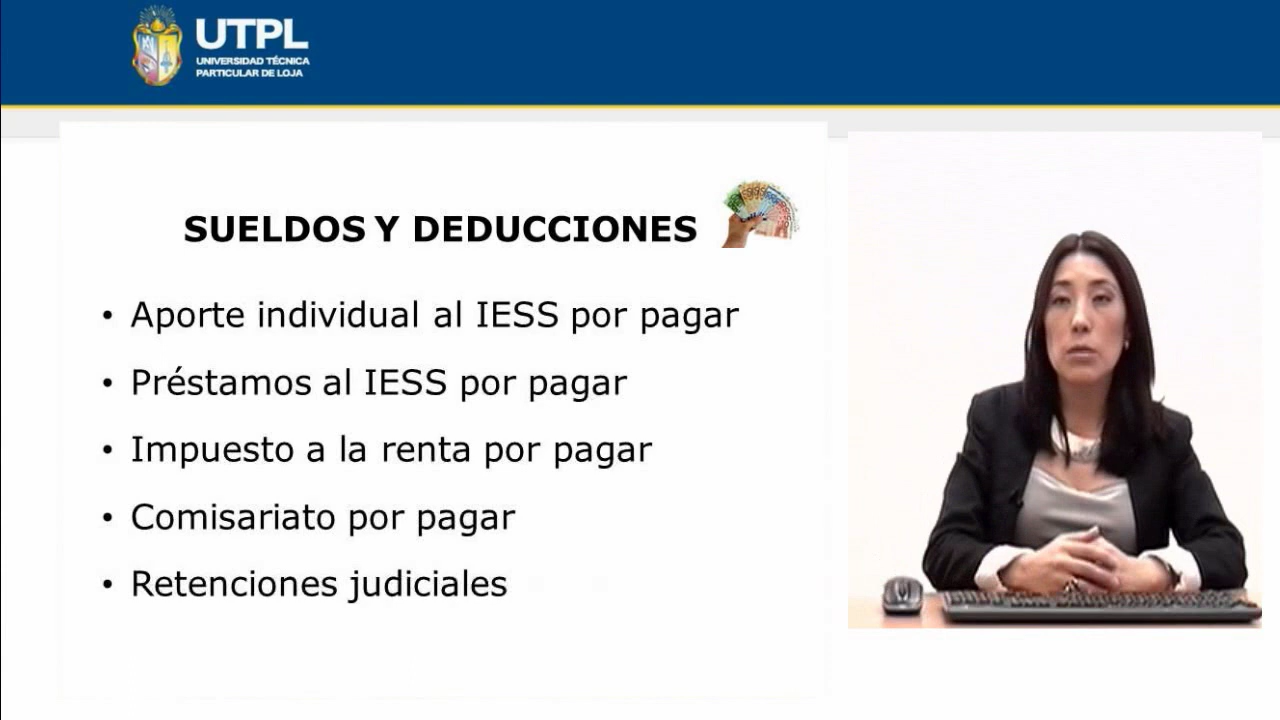 UTPL
UNIVERSIDAD TÉCNICA
PARTICULAR DE LOJA
SUELDOS Y DEDUCCIONES
• Aporte individual al IESS por pagar
• Préstamos al IESS por pagar
• Impuesto a la renta por pagar
• Comisariato por pagar
• Retenciones judiciales